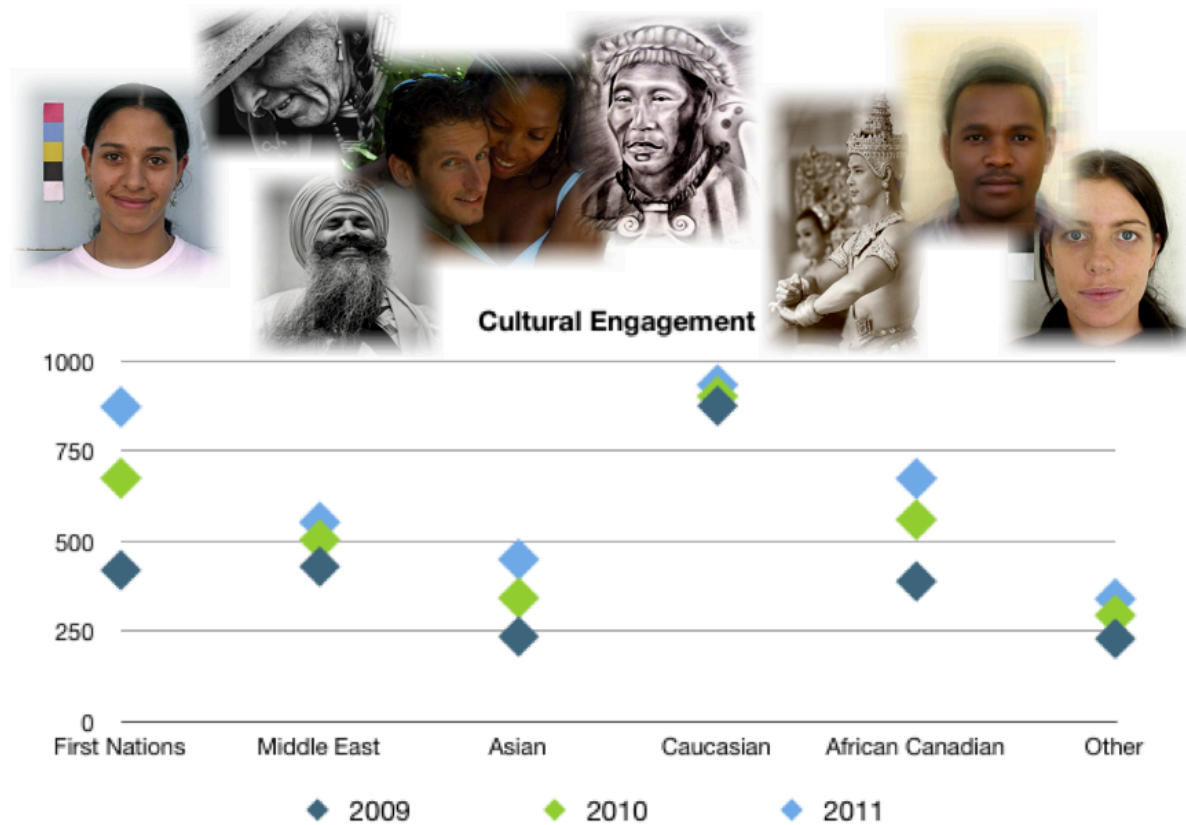 Cultural Engagement
1000
750
500
250
0
First Nations Middle East Asian Caucasian African Canadian Other
2009 2010 2011